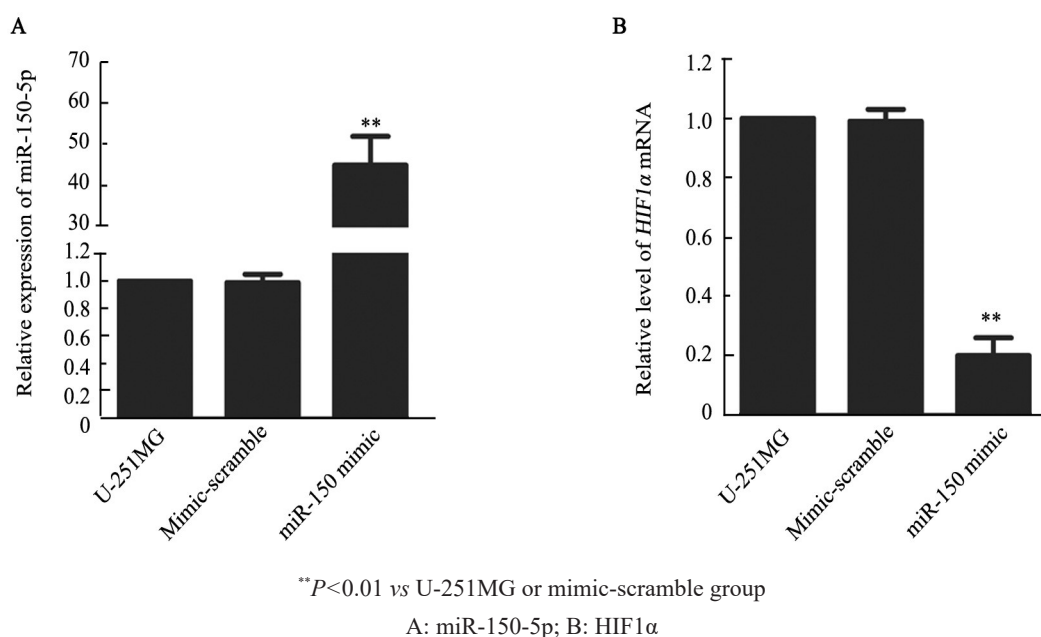 A
Relative expression of miR-150-5p
70
60
50
40
30
1.2
1.0
0.8
0.6
0.4
0.2
0
**
U-251MG
Mimic-scramble
miR-150 mimic
B
Relative level of HIF1α mRNA
1.2
1.0
0.8
0.6
0.4
0.2
0
**
U-251MG
Mimic-scramble
miR-150 mimic
**P<0.01 vs U-251MG or mimic-scramble group
A: miR-150-5p; B: HIF1α